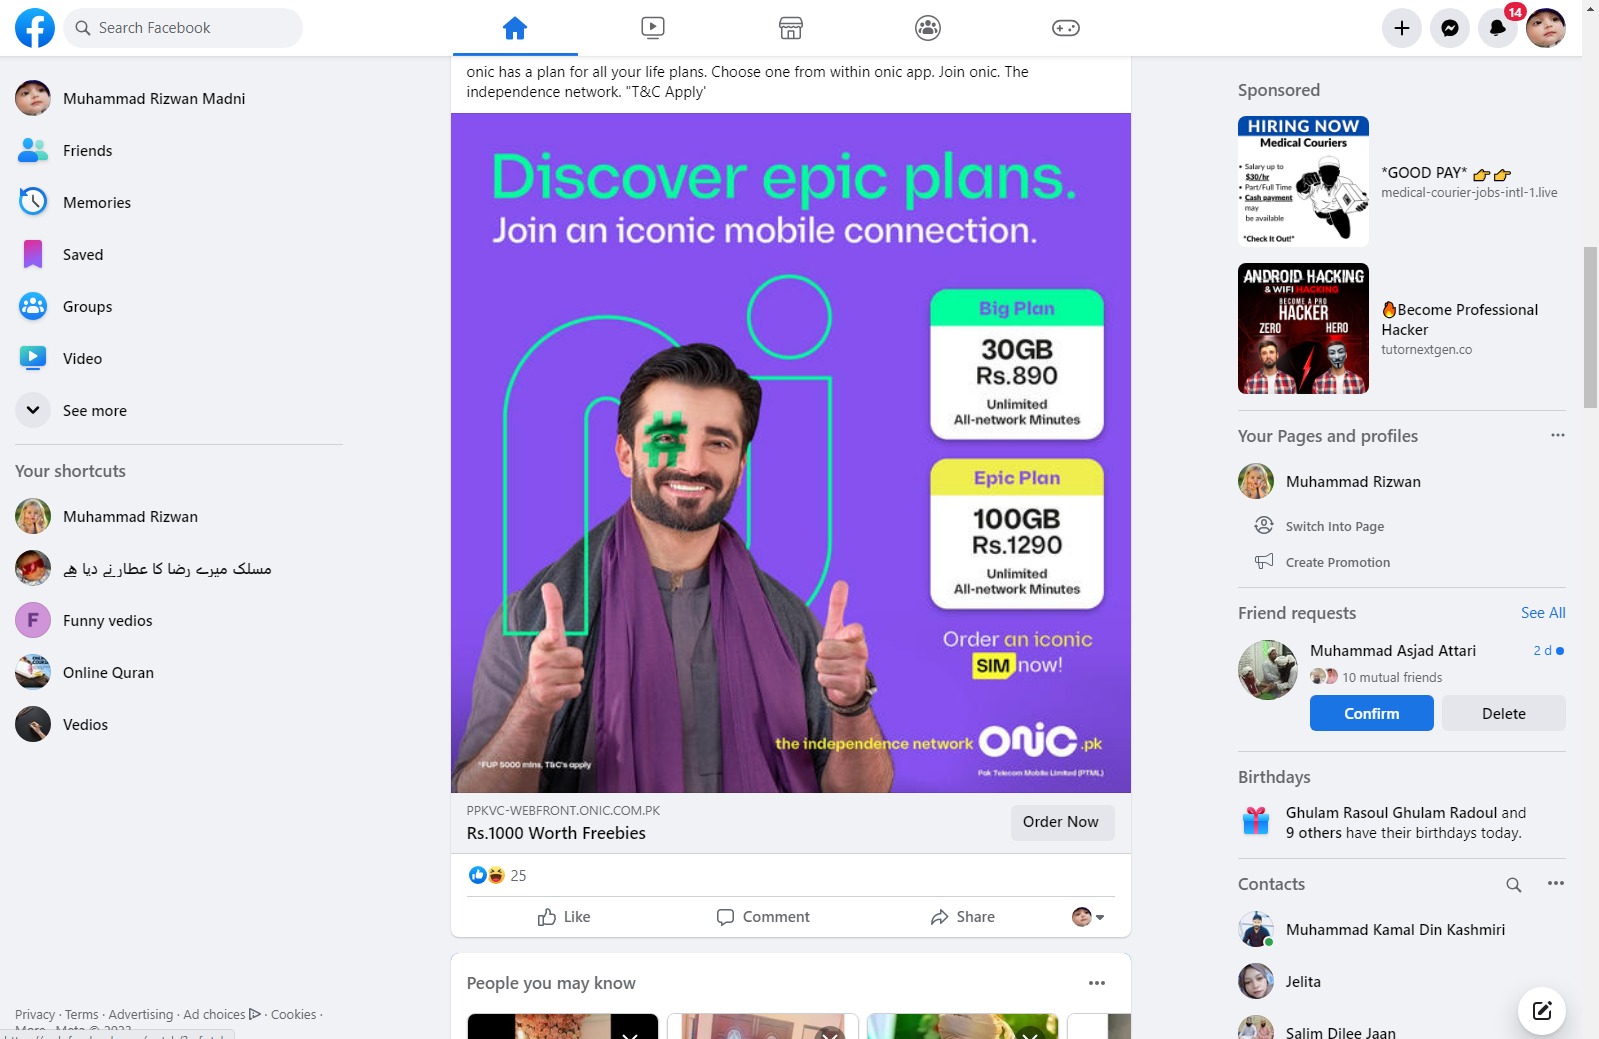 Search Facebook
14
Muhammad Rizwan Madni
Friends
Memories
Saved
Groups
Video
See more
Your shortcuts
Muhammad Rizwan
مسلک میرے رضا کا عطار نے دیا ھے
F
Funny vedios
Online Quran
Vedios
Privacy · Terms · Advertising · Ad choices · Cookies ·
More · Meta © 2023
onic has a plan for all your life plans. Choose one from within onic app. Join onic. The
independence network. "T&C Apply'
Discover epic plans.
Join an iconic mobile connection.
Big Plan
30GB
Rs.890
Unlimited
All-network Minutes
Epic Plan
100GB
Rs.1290
Unlimited
All-network Minutes
Order an iconic
SIM now!
#
the independence network onic.pk
*FUP 5000 mins, T&C's apply
Pak Telecom Mobile Limited (PTML)
PPKVC-WEBFRONT.ONIC.COM.PK
Rs.1000 Worth Freebies
Order Now
25
Like
Comment
Share
People you may know
Sponsored
HIRING NOW
Medical Couriers
• Salary up to
$30/hr
• Part/Full Time
• Cash payment
may
be available
"Check It Out!"
*GOOD PAY* 👉👉
medical-courier-jobs-intl-1.live
ANDROID HACKING
& WIFI HACKING
BECOME A PRO
HACKER
ZERO HERO
🔥Become Professional
Hacker
tutornextgen.co
Your Pages and profiles
Muhammad Rizwan
Switch Into Page
Create Promotion
Friend requests
See All
Muhammad Asjad Attari
2 d
10 mutual friends
Confirm
Delete
Birthdays
Ghulam Rasoul Ghulam Radoul and
9 others have their birthdays today.
Contacts
Muhammad Kamal Din Kashmiri
Jelita
Salim Dilee Jaan